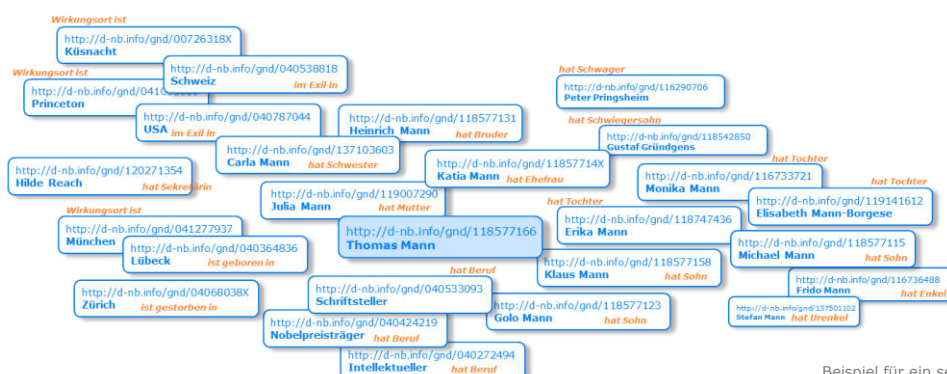 Wirkungsort ist
http://d-nb.info/gnd/00726318X
Küsnacht
http://d-nb.info/gnd/040538818
Schweiz im Exil in
Wirkungsort ist
Princeton
http://d-nb.info/gnd/040787044
USA im Exil in
http://d-nb.info/gnd/118577131
Heinrich Mann hat Bruder
http://d-nb.info/gnd/137103603
Carla Mann hat Schwester
http://d-nb.info/gnd/11857714X
Katia Mann hat Ehefrau
http://d-nb.info/gnd/120271354
Hilde Reach hat Sekretärin
http://d-nb.info/gnd/119007290
Julia Mann hat Mutter
http://d-nb.info/gnd/118577166
Thomas Mann
Wirkungsort ist
http://d-nb.info/gnd/041277937
München
http://d-nb.info/gnd/040364836
Lübeck ist geboren in
http://d-nb.info/gnd/04068038X
Zürich ist gestorben in
hat Beruf
http://d-nb.info/gnd/040533093
Schriftsteller
http://d-nb.info/gnd/040424219
Nobelpreisträger hat Beruf
http://d-nb.info/gnd/040272494
Intellektueller hat Beruf
hat Schwager
http://d-nb.info/gnd/116290706
Peter Pringsheim
hat Schwiegersohn
http://d-nb.info/gnd/118542850
Gustaf Gründgens
hat Tochter
http://d-nb.info/gnd/116733721
Monika Mann
hat Tochter
http://d-nb.info/gnd/119141612
Elisabeth Mann-Borgese
hat Tochter
http://d-nb.info/gnd/118747436
Erika Mann
http://d-nb.info/gnd/118577115
Michael Mann hat Sohn
http://d-nb.info/gnd/118577158
Klaus Mann hat Sohn
http://d-nb.info/gnd/116736488
Frido Mann hat Enkel
http://d-nb.info/gnd/118577123
Golo Mann hat Sohn
http://d-nb.info/gnd/137501102
Stefan Mann hat Urenkel
Beispiel für ein se